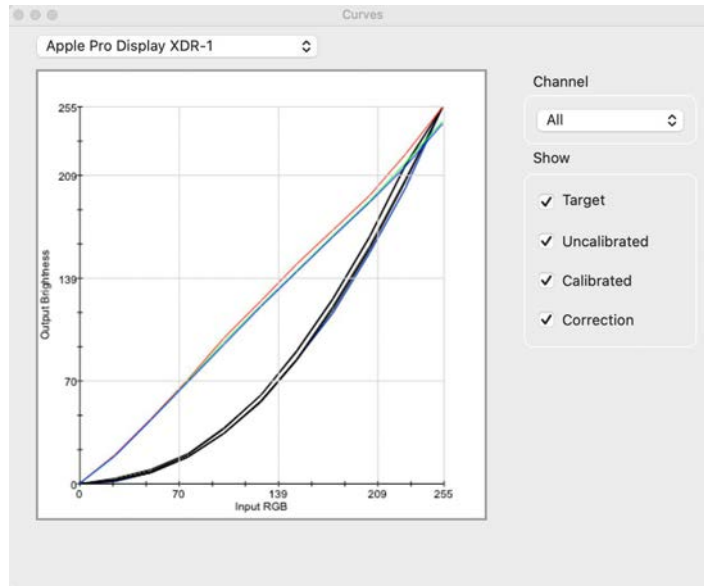 Curves
Apple Pro Display XDR-1
Channel
All
Show
Target
Uncalibrated
Calibrated
Correction
Output Brightness
255
209
139
70
0
0 70 139 209 255
Input RGB